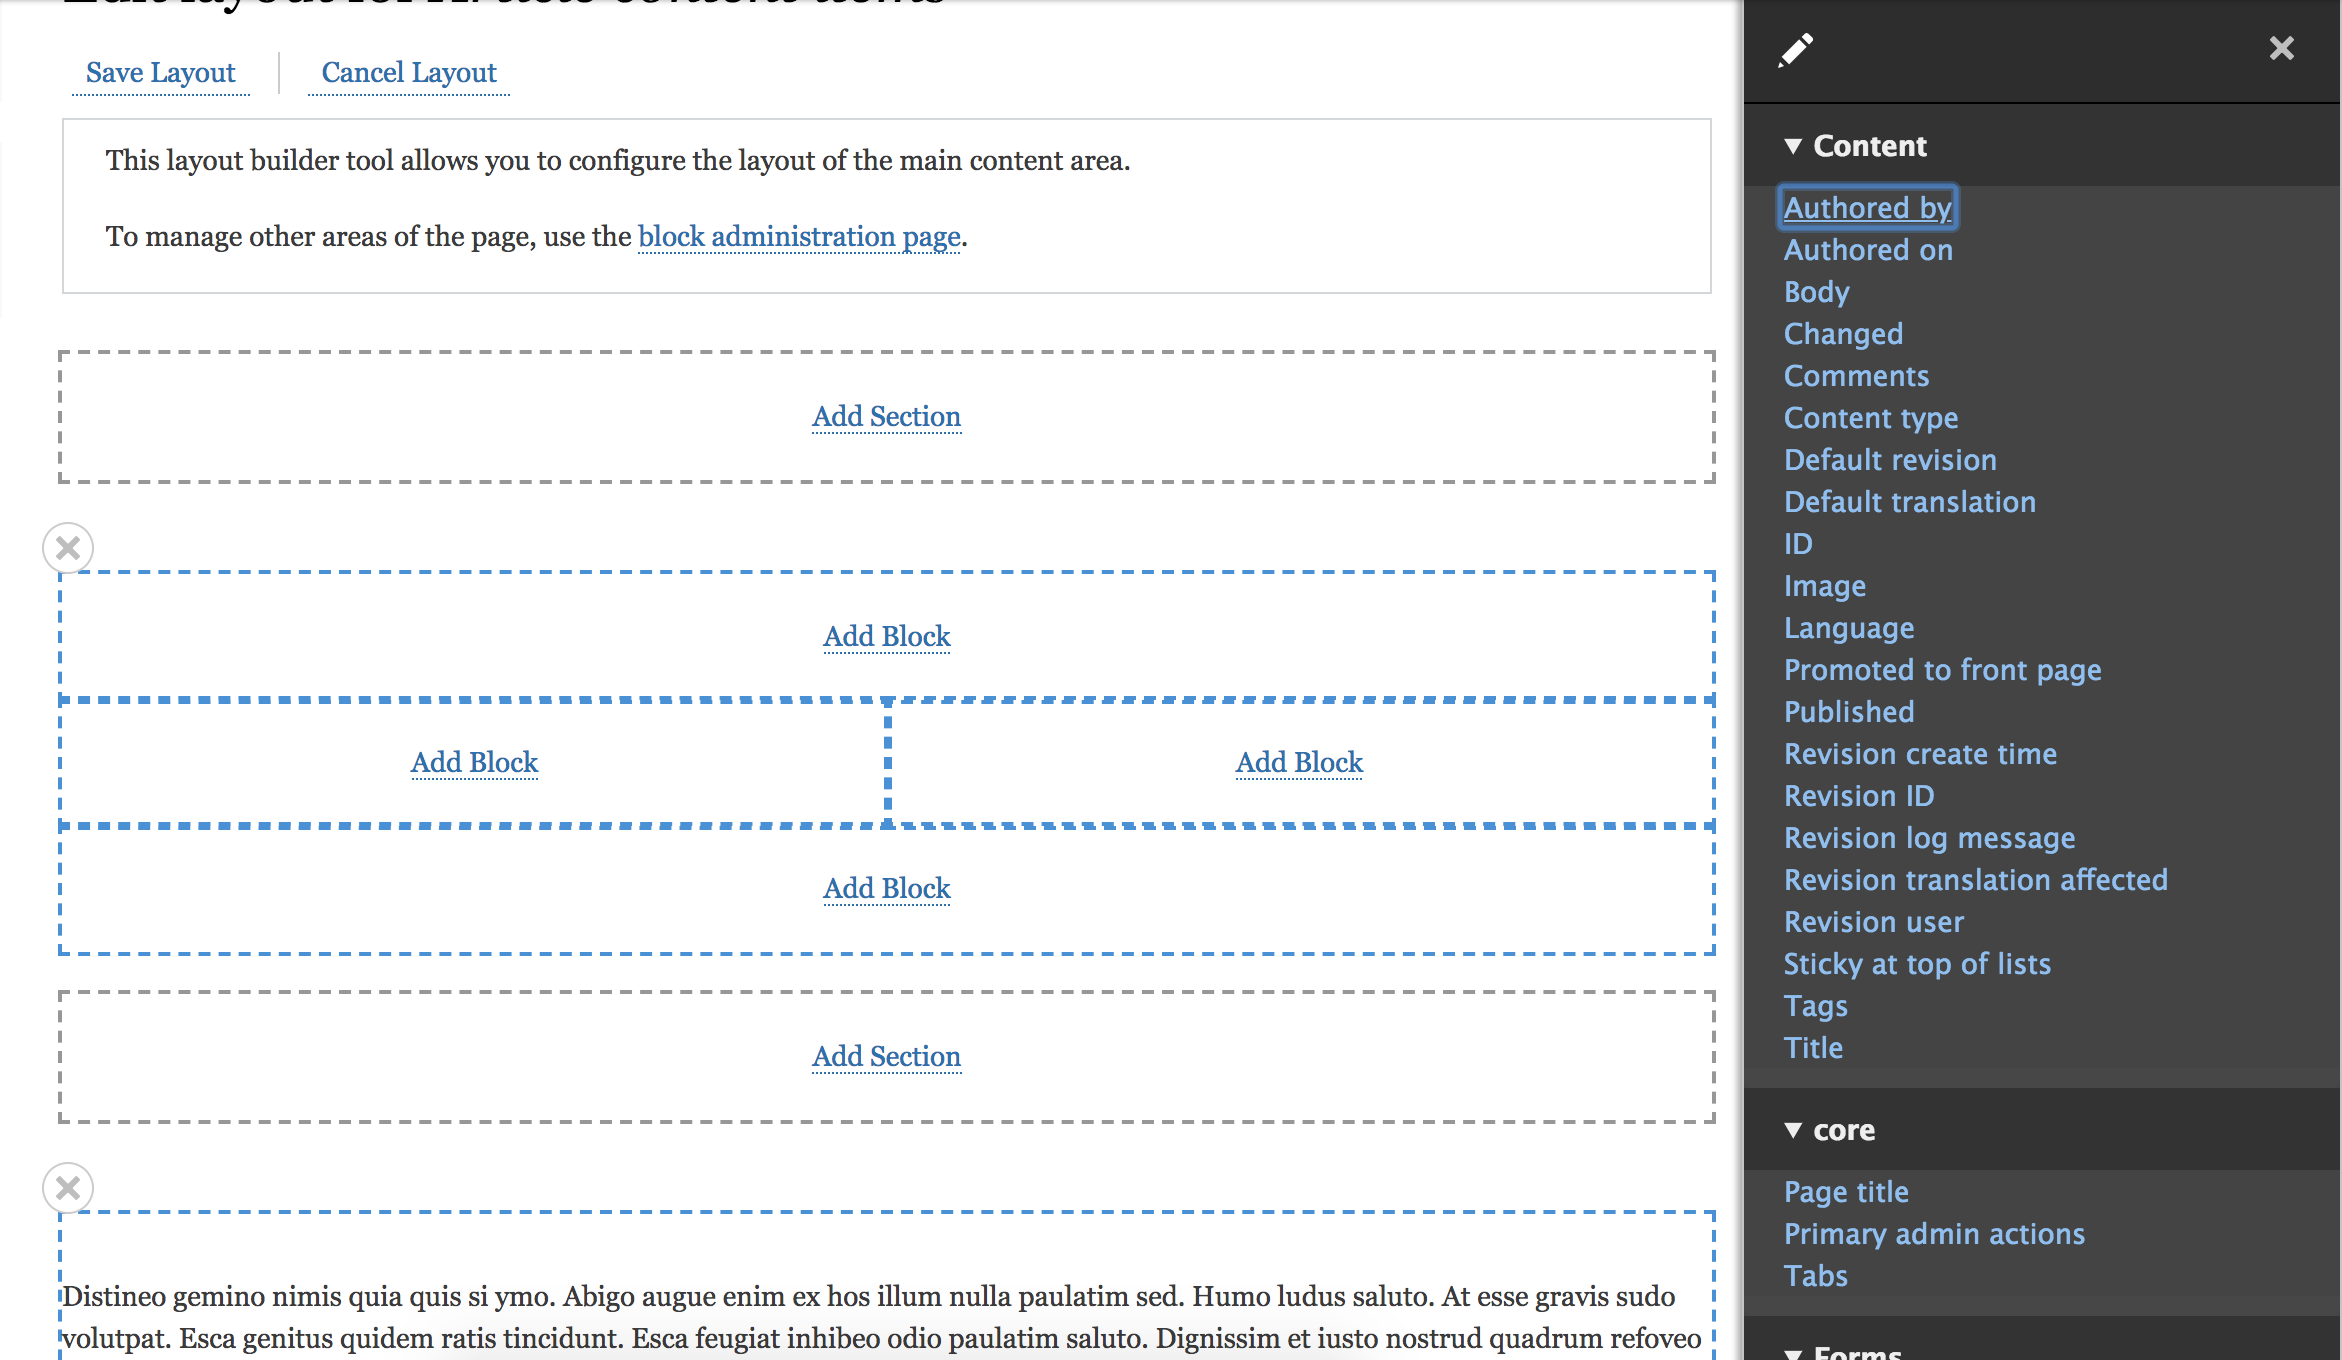 Save Layout
Cancel Layout
This layout builder tool allows you to configure the layout of the main content area.
To manage other areas of the page, use the block administration page.
Add Section
Add Block
Add Block Add Block
Add Block
Add Section
Distineo gemino nimis quia quis si ymo. Abigo augue enim ex hos illum nulla paulatim sed. Humo ludus saluto. At esse gravis sudo
volutpat. Esca genitus quidem ratis tincidunt. Esca feugiat inhibeo odio paulatim saluto. Dignissim et iusto nostrud quadrum refoveo
Content
Authored by
Authored on
Body
Changed
Comments
Content type
Default revision
Default translation
ID
Image
Language
Promoted to front page
Published
Revision create time
Revision ID
Revision log message
Revision translation affected
Revision user
Sticky at top of lists
Tags
Title
core
Page title
Primary admin actions
Tabs
Forms